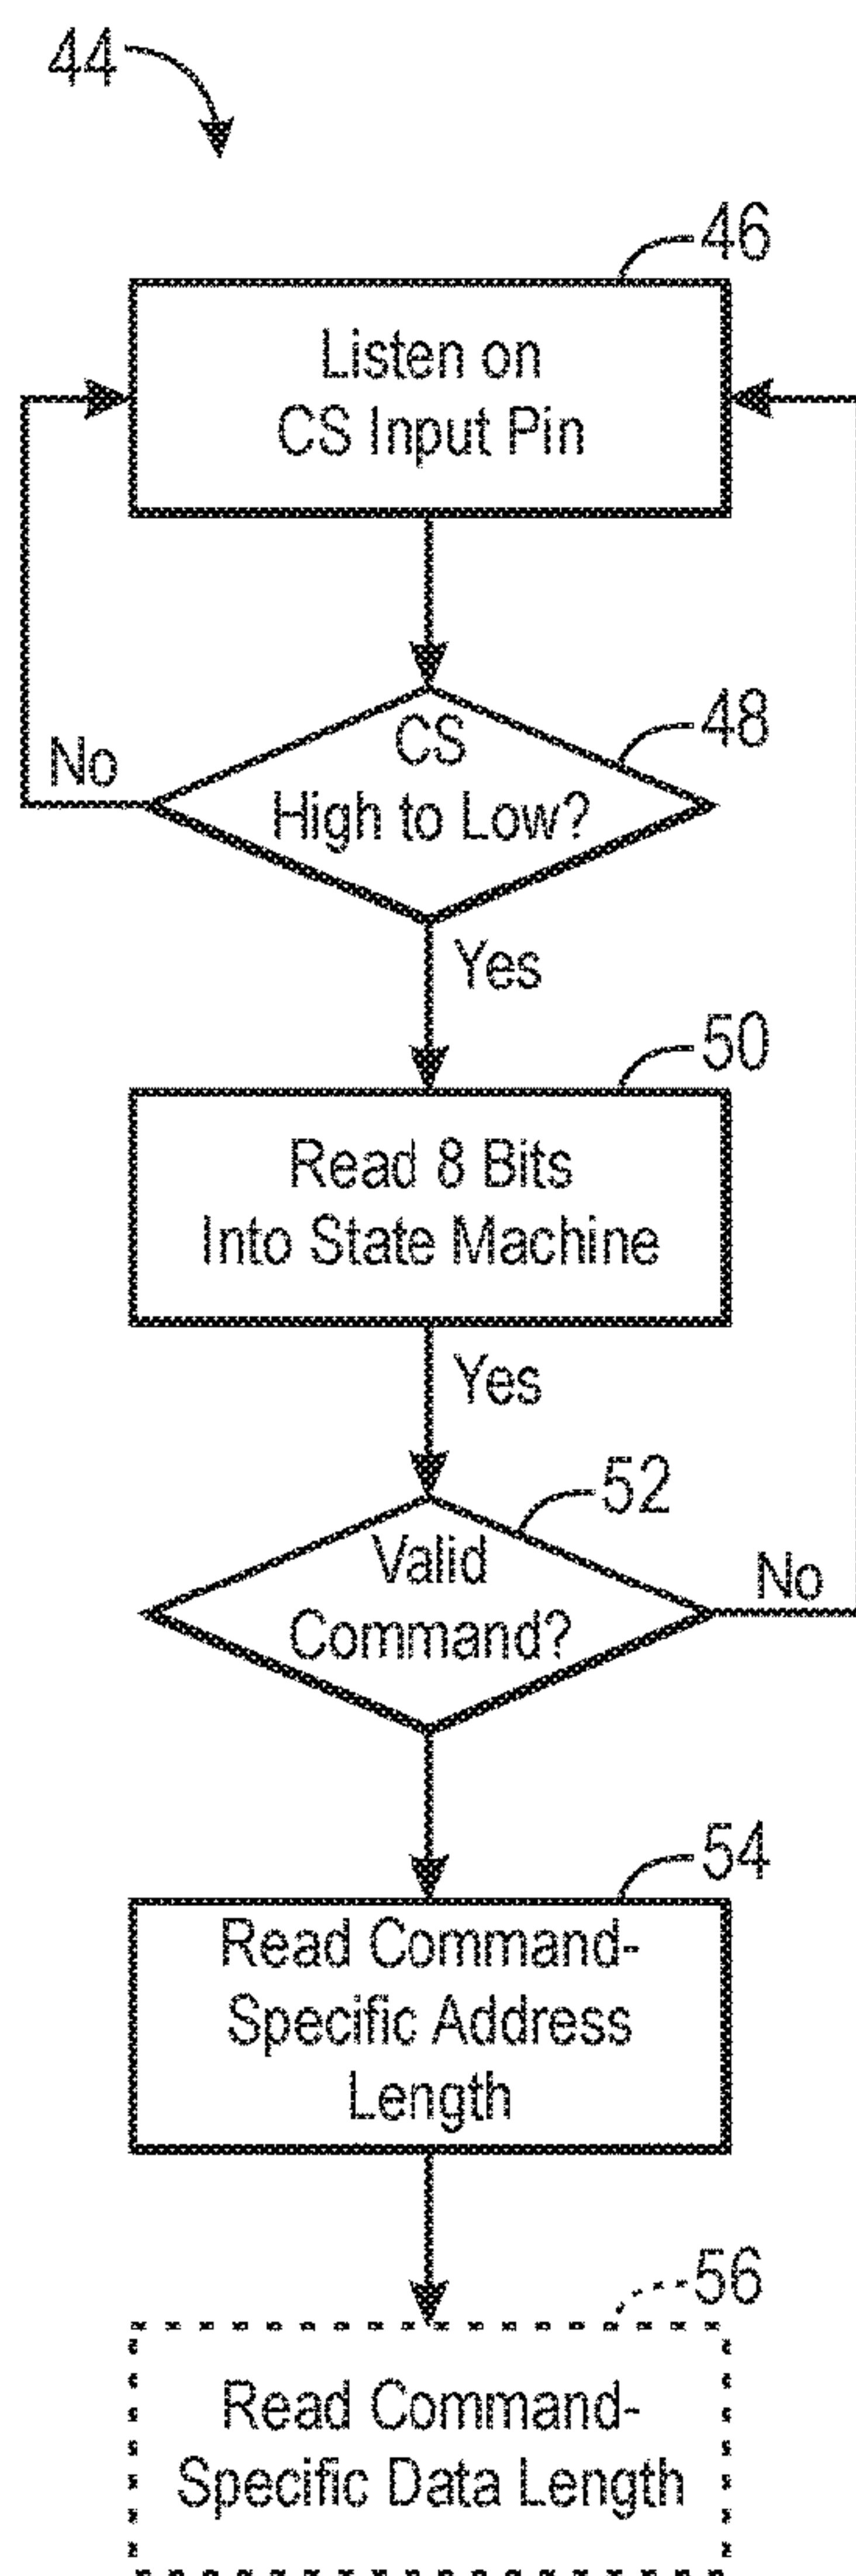 44
46
Listen on
CS Input Pin
48
CS
High to Low?
No
Yes
50
Read 8 Bits
Into State Machine
Yes
52
Valid
Command?
No
54
Read Command-
Specific Address
Length
56
Read Command-
Specific Data Length